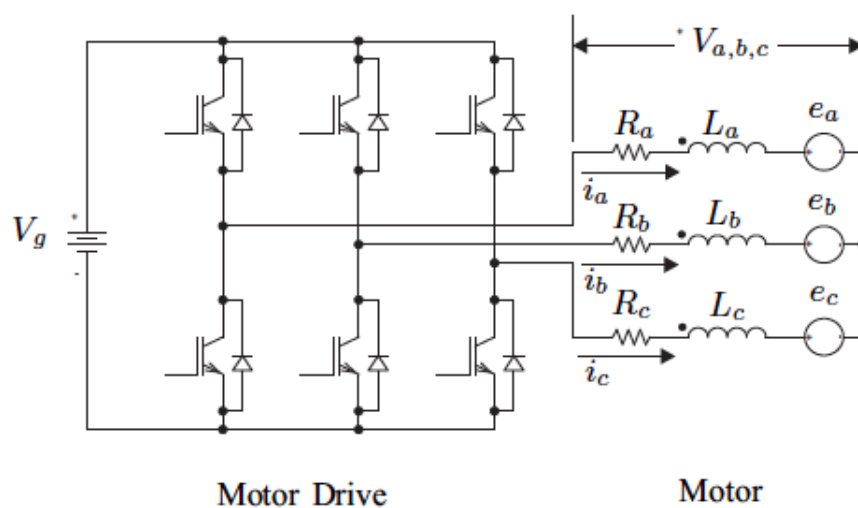 + V_{a,b,c}
R_a L_a e_a
i_a
V_g + -
R_b L_b e_b
i_b
R_c L_c e_c
i_c
Motor Drive Motor